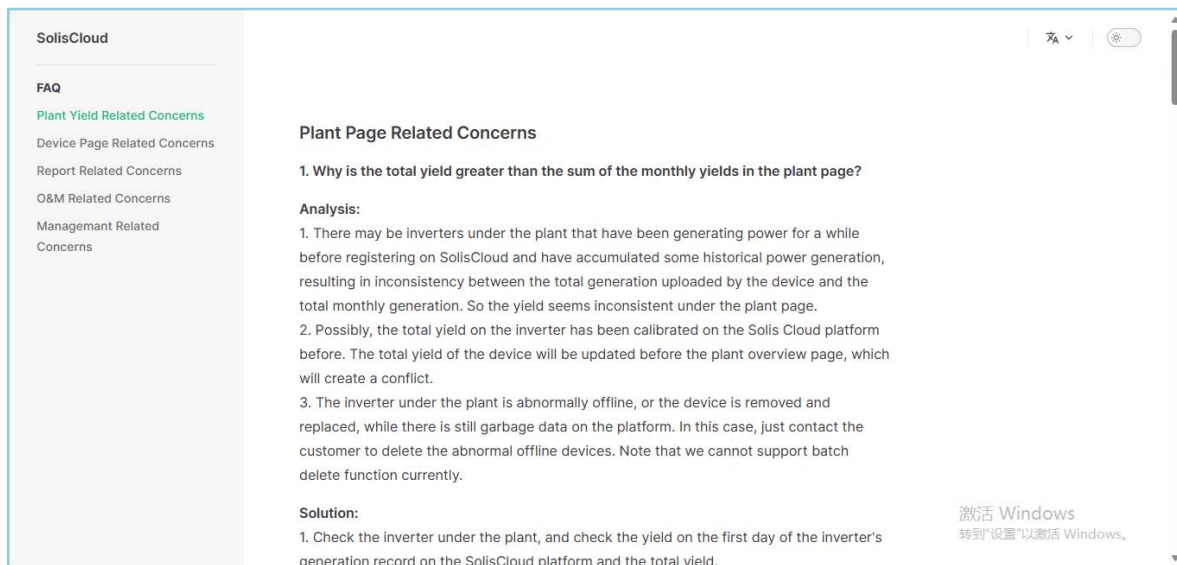 SolisCloud
FAQ
Plant Yield Related Concerns
Device Page Related Concerns
Report Related Concerns
O&M Related Concerns
Managemant Related
Concerns
Plant Page Related Concerns
1. Why is the total yield greater than the sum of the monthly yields in the plant page?
Analysis:
1. There may be inverters under the plant that have been generating power for a while
before registering on SolisCloud and have accumulated some historical power generation,
resulting in inconsistency between the total generation uploaded by the device and the
total monthly generation. So the yield seems inconsistent under the plant page.
2. Possibly, the total yield on the inverter has been calibrated on the Solis Cloud platform
before. The total yield of the device will be updated before the plant overview page, which
will create a conflict.
3. The inverter under the plant is abnormally offline, or the device is removed and
replaced, while there is still garbage data on the platform. In this case, just contact the
customer to delete the abnormal offline devices. Note that we cannot support batch
delete function currently.
Solution:
1. Check the inverter under the plant, and check the yield on the first day of the inverter's
generation record on the SolisCloud platform and the total yield.
激活 Windows
转到"设置"以激活 Windows。